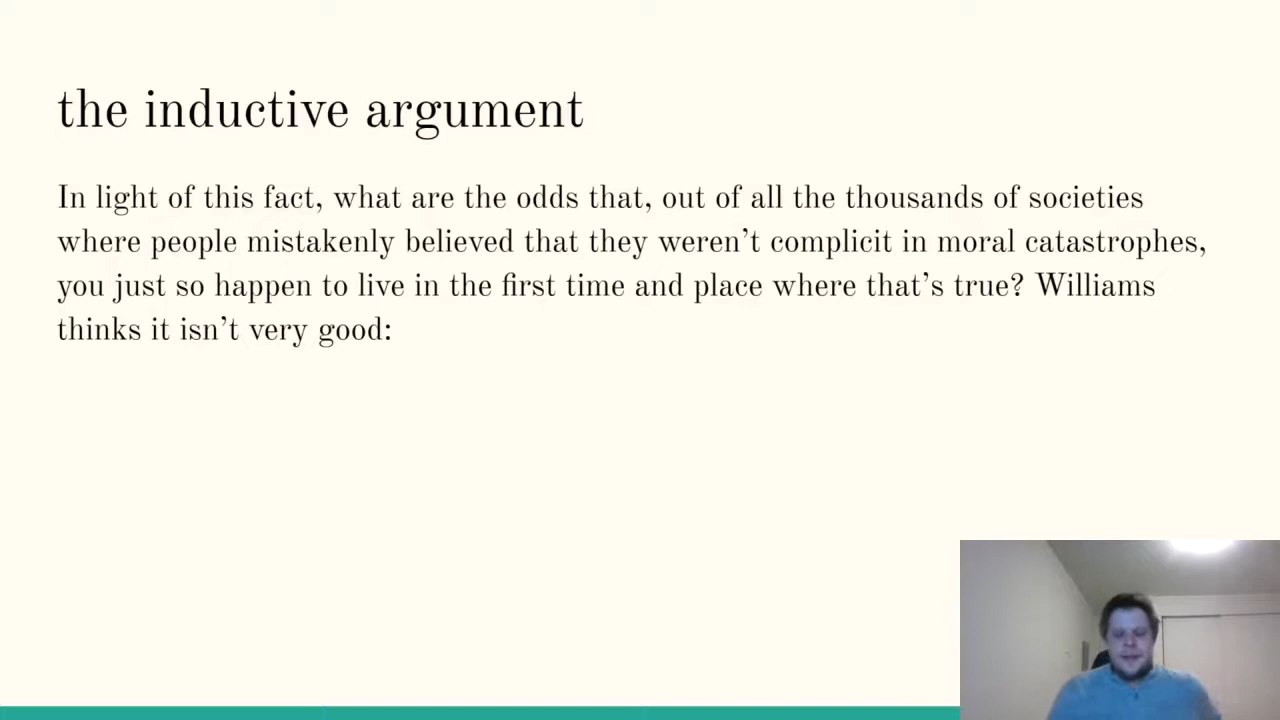 the inductive argument
In light of this fact, what are the odds that, out of all the thousands of societies
where people mistakenly believed that they weren’t complicit in moral catastrophes,
you just so happen to live in the first time and place where that’s true? Williams
thinks it isn’t very good: